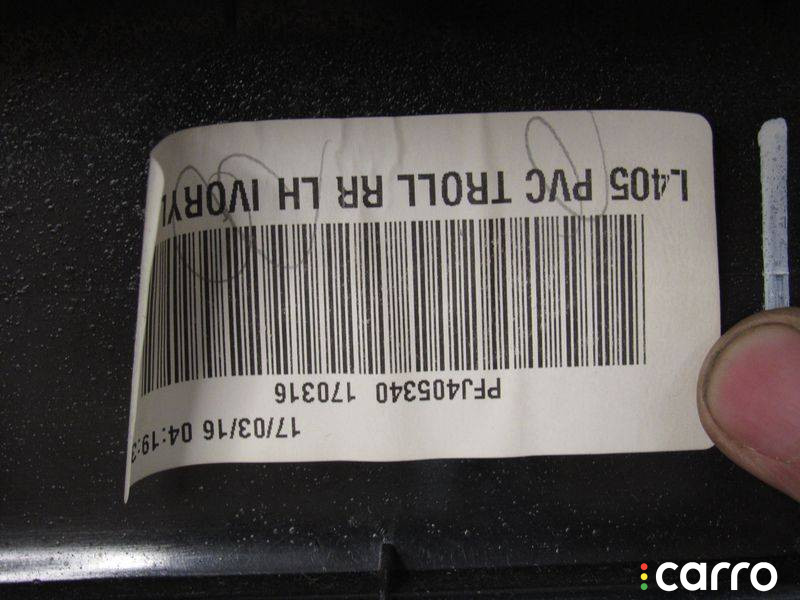 17/03/16 04:19:3
PFJ405340 170316
L405 PVC TROLL RR LH IVORY
carro